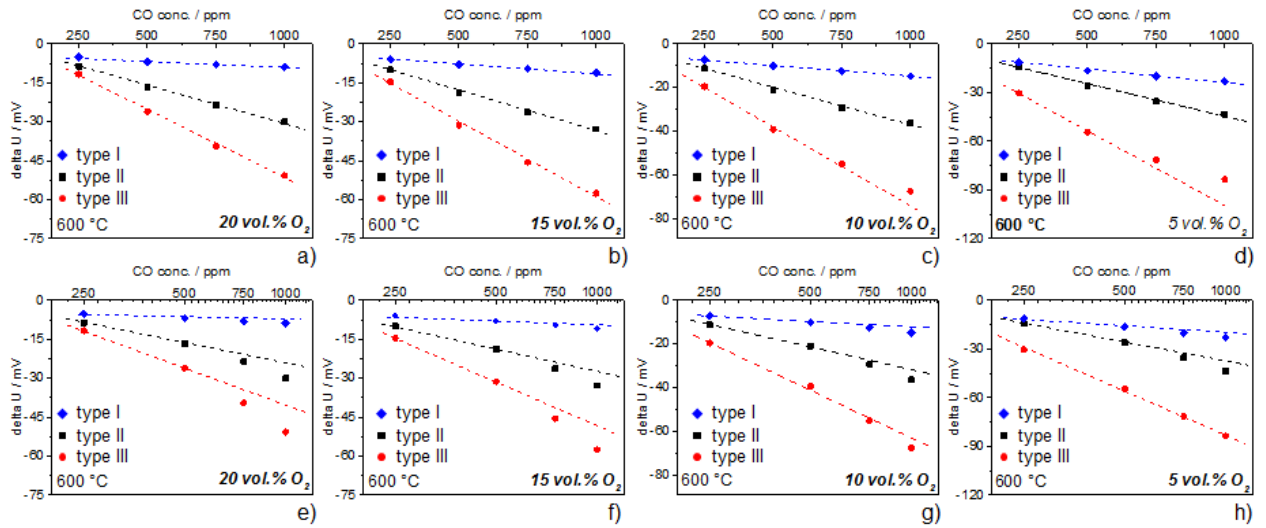 CO conc. / ppm
250 500 750 1000
0
-15
-30
-45
-60
-75
delta U / mV
type I
type II
type III
600 °C
20 vol.% O2
a)
CO conc. / ppm
250 500 750 1000
0
-15
-30
-45
-60
-75
delta U / mV
type I
type II
type III
600 °C
15 vol.% O2
b)
CO conc. / ppm
250 500 750 1000
0
-20
-40
-60
-80
delta U / mV
type I
type II
type III
600 °C
10 vol.% O2
c)
CO conc. / ppm
250 500 750 1000
0
-30
-60
-90
-120
delta U / mV
type I
type II
type III
600 °C
5 vol.% O2
d)
CO conc. / ppm
250 500 750 1000
0
-15
-30
-45
-60
-75
delta U / mV
type I
type II
type III
600 °C
20 vol.% O2
e)
CO conc. / ppm
250 500 750 1000
0
-15
-30
-45
-60
-75
delta U / mV
type I
type II
type III
600 °C
15 vol.% O2
f)
CO conc. / ppm
250 500 750 1000
0
-20
-40
-60
-80
delta U / mV
type I
type II
type III
600 °C
10 vol.% O2
g)
CO conc. / ppm
250 500 750 1000
0
-30
-60
-90
-120
delta U / mV
type I
type II
type III
600 °C
5 vol.% O2
h)